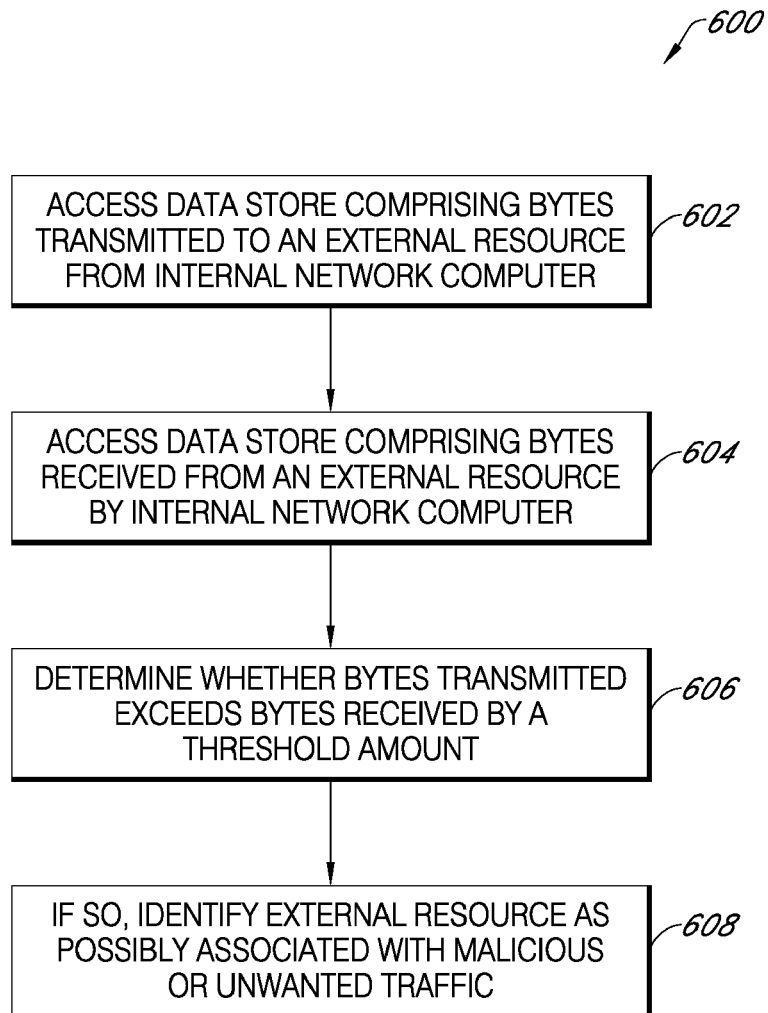 600
ACCESS DATA STORE COMPRISING BYTES
TRANSMITTED TO AN EXTERNAL RESOURCE
FROM INTERNAL NETWORK COMPUTER
602
ACCESS DATA STORE COMPRISING BYTES
RECEIVED FROM AN EXTERNAL RESOURCE
BY INTERNAL NETWORK COMPUTER
604
DETERMINE WHETHER BYTES TRANSMITTED
EXCEEDS BYTES RECEIVED BY A
THRESHOLD AMOUNT
606
IF SO, IDENTIFY EXTERNAL RESOURCE AS
POSSIBLY ASSOCIATED WITH MALICIOUS
OR UNWANTED TRAFFIC
608